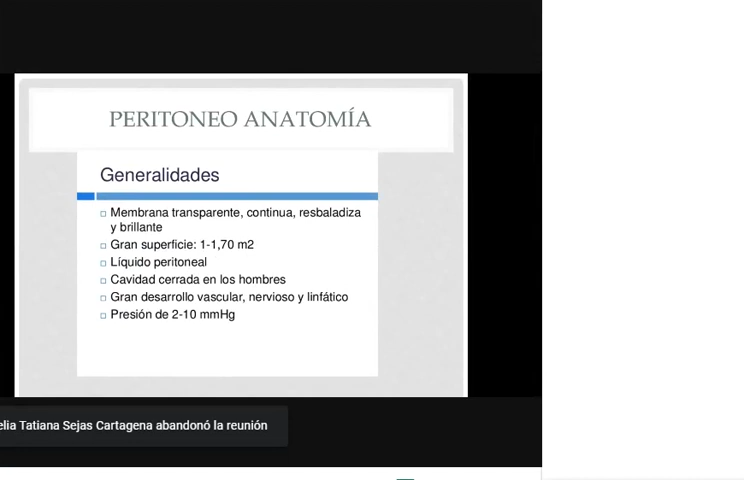 PERITONEO ANATOMÍA
Generalidades
Membrana transparente, continua, resbaladiza
y brillante
Gran superficie: 1-1,70 m2
Líquido peritoneal
Cavidad cerrada en los hombres
Gran desarrollo vascular, nervioso y linfático
Presión de 2-10 mmHg
Tatiana Sejas Cartagena abandonó la reunión